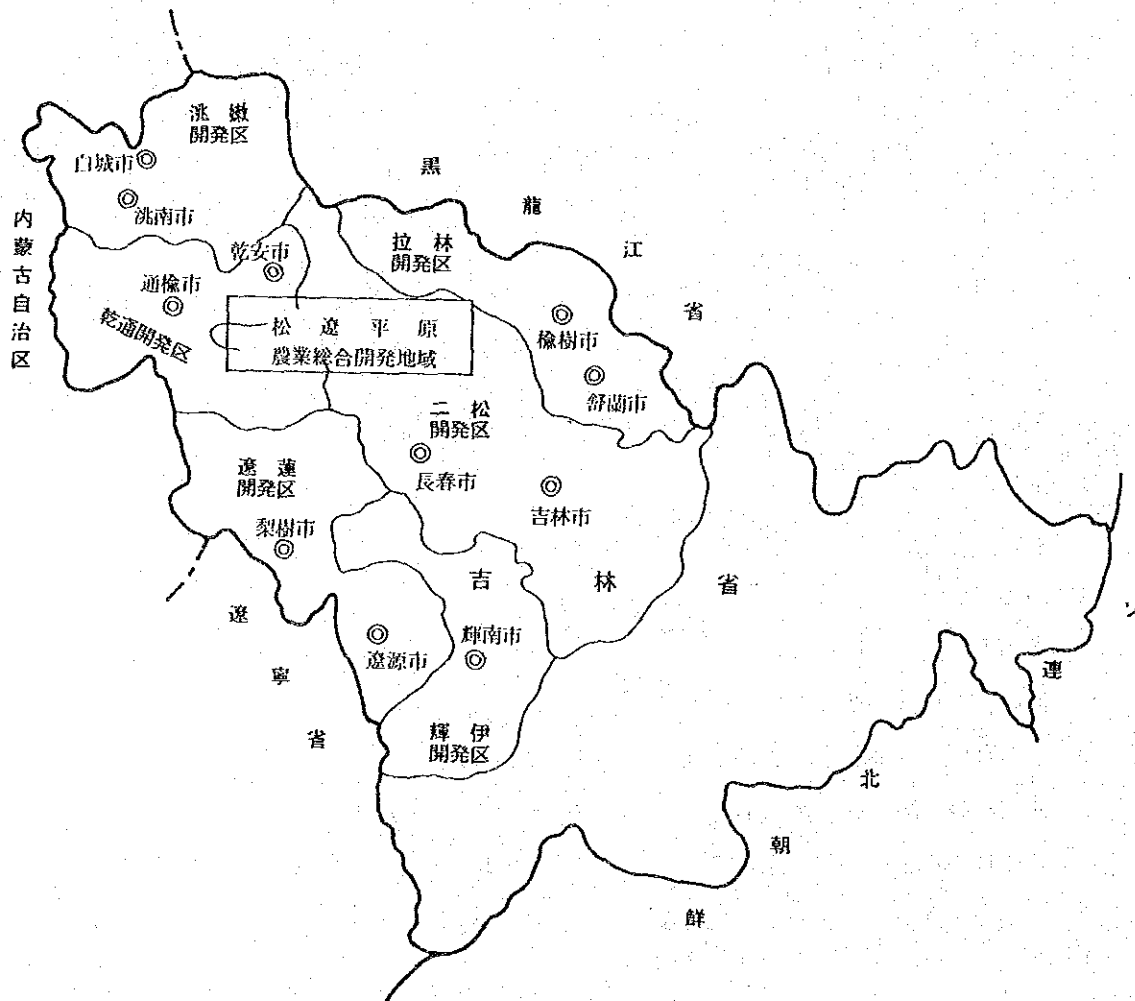 洮嫩
開発区
白城市
洮南市
黒龍江省
内蒙古自治区
拉林
開発区
乾安市
通楡市
乾通開発区
松遼平原
農業総合開発地域
楡樹市
舒蘭市
二松
開発区
長春市
吉林市
遼蓮
開発区
梨樹市
吉林省
遼寧省
遼源市
輝南市
輝伊
開発区
ソ連
北朝鮮